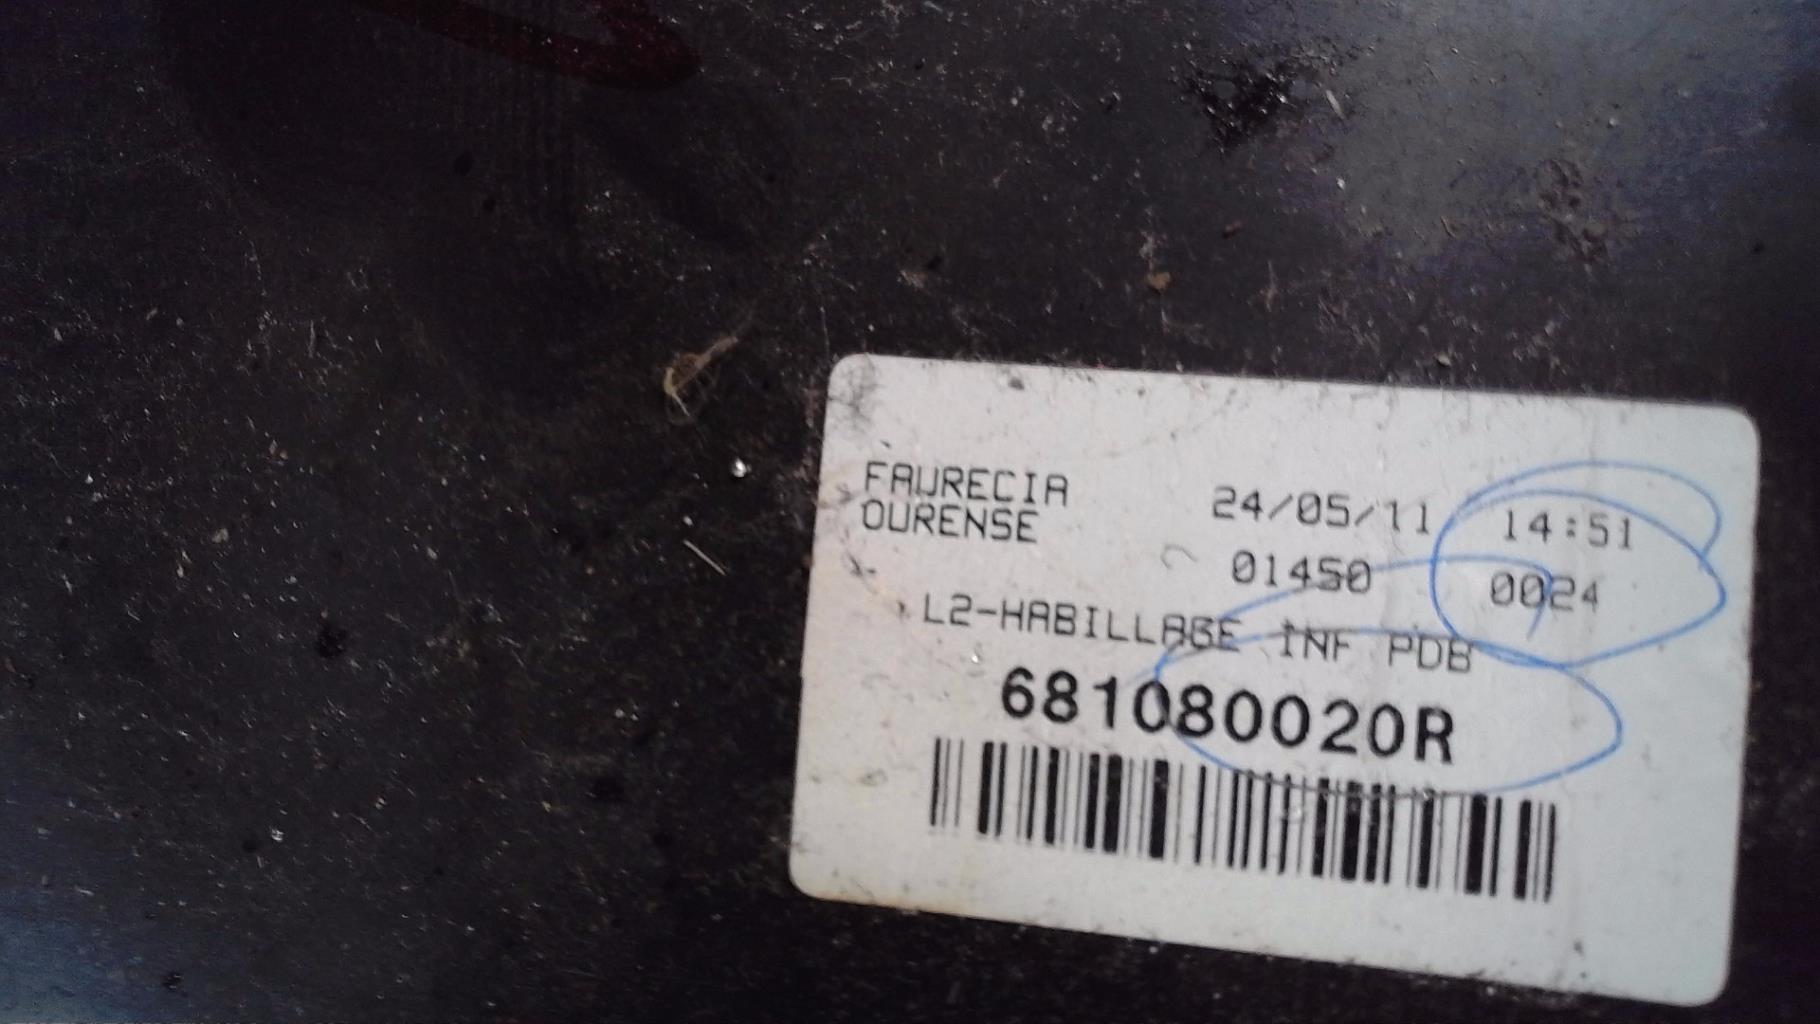 FAURECIA
OURENSE
24/05/11 14:51
01450 0024
L2-HABILLAGE INF PDB
681080020R